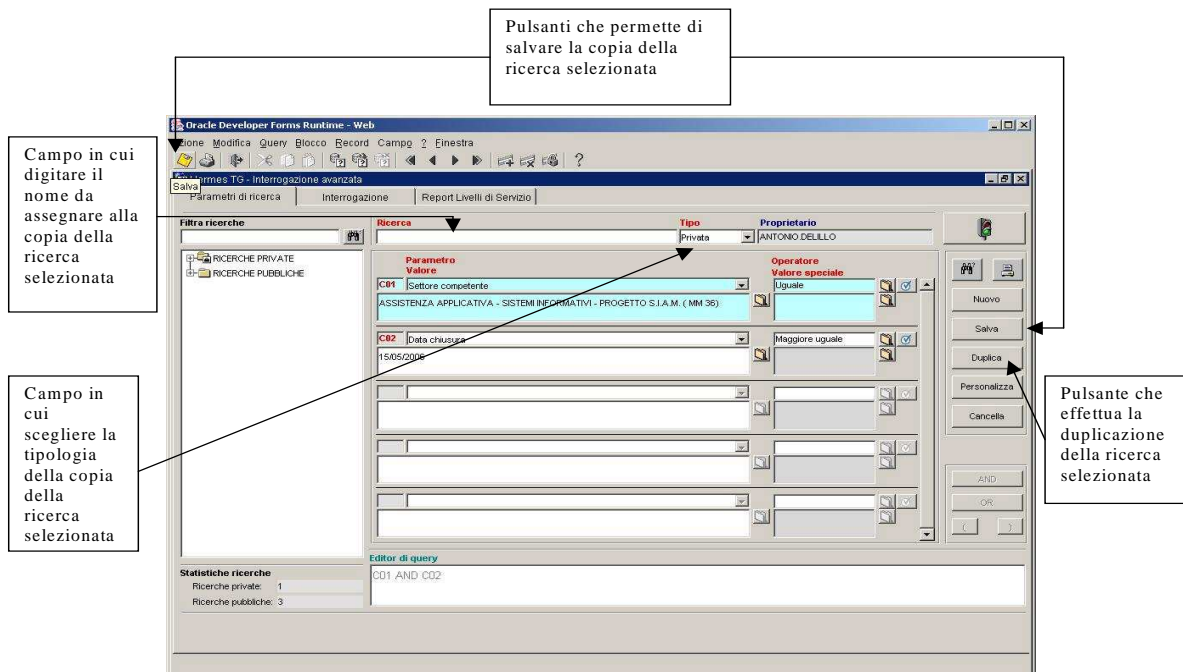 Pulsanti che permette di
salvare la copia della
ricerca selezionata
Campo in cui
digitare il
nome da
assegnare alla
copia della
ricerca
selezionata
Campo in
cui
scegliere la
tipologia
della copia
della
ricerca
selezionata
Pulsante che
effettua la
duplicazione
della ricerca
selezionata
Oracle Developer Forms Runtime - Web
Modifica Query Blocco Record Campo ? Finestra
Salva
TG - Interrogazione avanzata
Parametri di ricerca Interrogazione Report Livelli di Servizio
Filtra ricerche Ricerca Tipo Proprietario
Privata ANTONIO.DELILLO
RICERCHE PRIVATE
RICERCHE PUBBLICHE
Parametro Operatore
Valore Valore speciale
C01 Settore competente Uguale
ASSISTENZA APPLICATIVA - SISTEMI INFORMATIVI - PROGETTO S.I.A.M. ( MM 36)
C02 Data chiusura Maggiore uguale
15/05/2006
Nuovo
Salva
Duplica
Personalizza
Cancella
AND
OR
( )
Editor di query
C01 AND C02
Statistiche ricerche
Ricerche private: 1
Ricerche pubbliche: 3